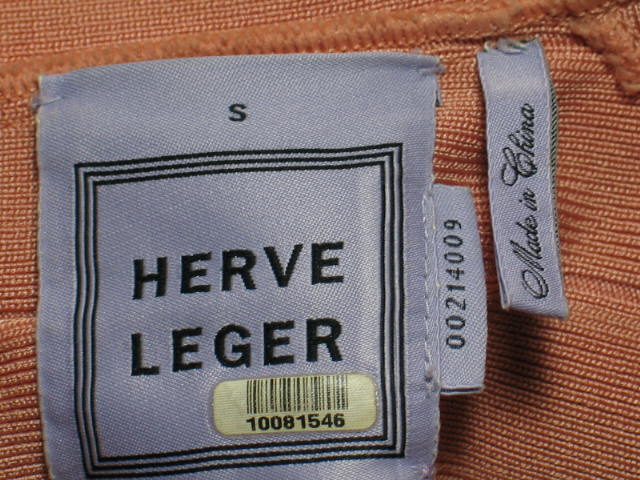 S
HERVE
LEGER
10081546
00214009
Made in China